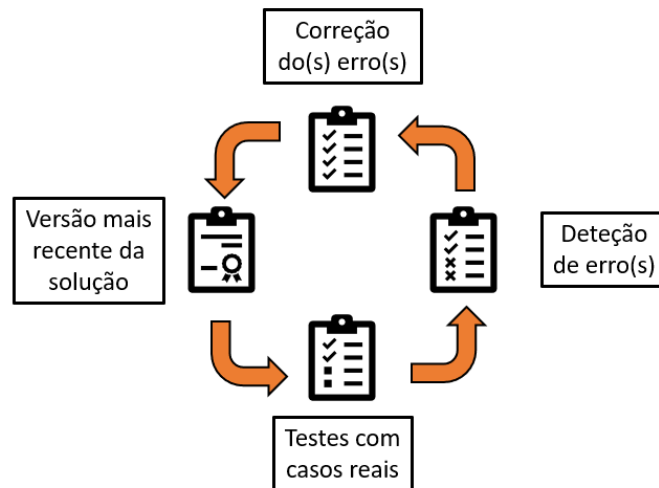 Correção
do(s) erro(s)
Versão mais
recente da
solução
Deteção
de erro(s)
Testes com
casos reais